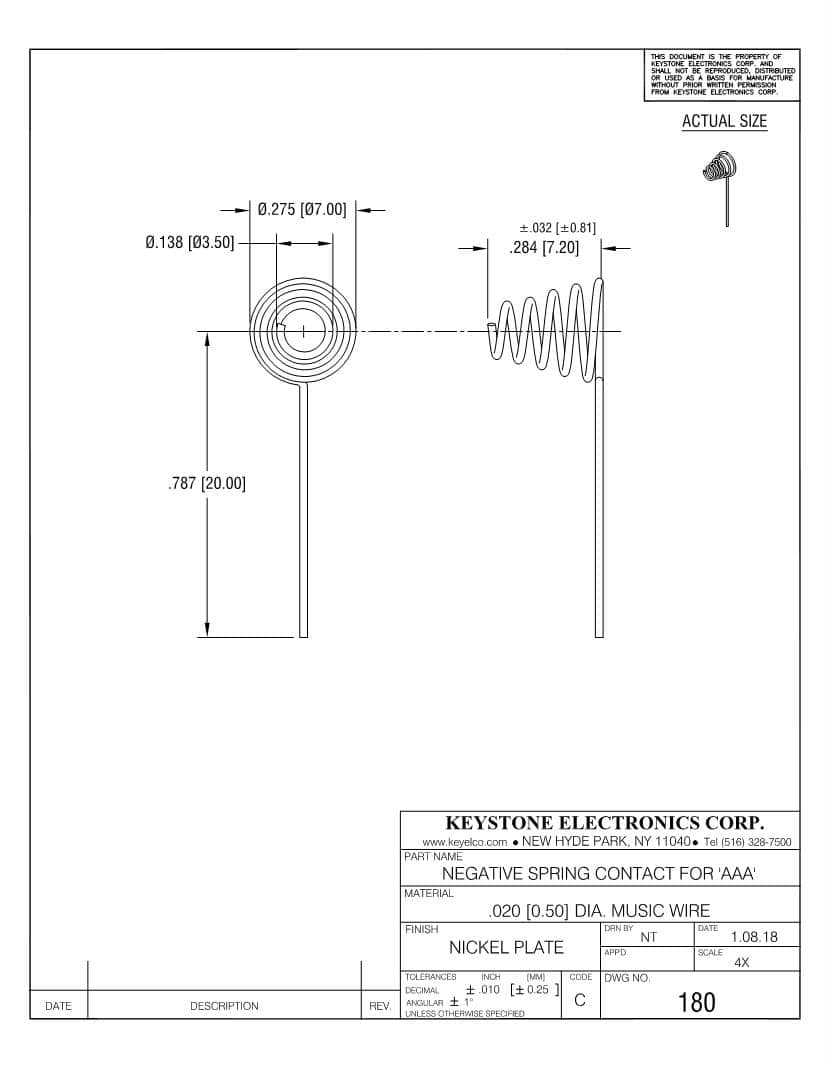 THIS DOCUMENT IS THE PROPERTY OF
KEYSTONE ELECTRONICS CORP. AND
SHALL NOT BE REPRODUCED, DISTRIBUTED
OR USED AS A BASIS FOR MANUFACTURE
WITHOUT PRIOR WRITTEN PERMISSION
FROM KEYSTONE ELECTRONICS CORP.
ACTUAL SIZE
Ø.275 [Ø7.00]
Ø.138 [Ø3.50]
±.032 [±0.81]
.284 [7.20]
.787 [20.00]
KEYSTONE ELECTRONICS CORP.
www.keyelco.com ● NEW HYDE PARK, NY 11040 ● Tel (516) 328-7500
PART NAME
NEGATIVE SPRING CONTACT FOR 'AAA'
MATERIAL
.020 [0.50] DIA. MUSIC WIRE
FINISH
NICKEL PLATE
DRN BY
NT
DATE
1.08.18
APPD.
SCALE
4X
TOLERANCES INCH [MM]
DECIMAL ± .010 [± 0.25 ]
ANGULAR ± 1°
UNLESS OTHERWISE SPECIFIED
CODE
C
DWG NO.
180
DATE DESCRIPTION REV.